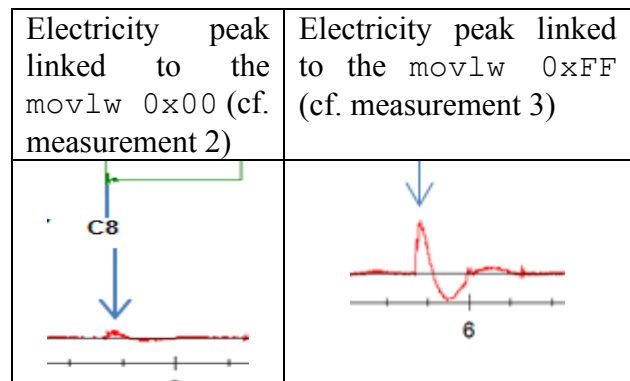 Electricity peak
linked to the
movlw 0x00 (cf.
measurement 2)
Electricity peak linked
to the movlw 0xFF
(cf. measurement 3)
C8
6